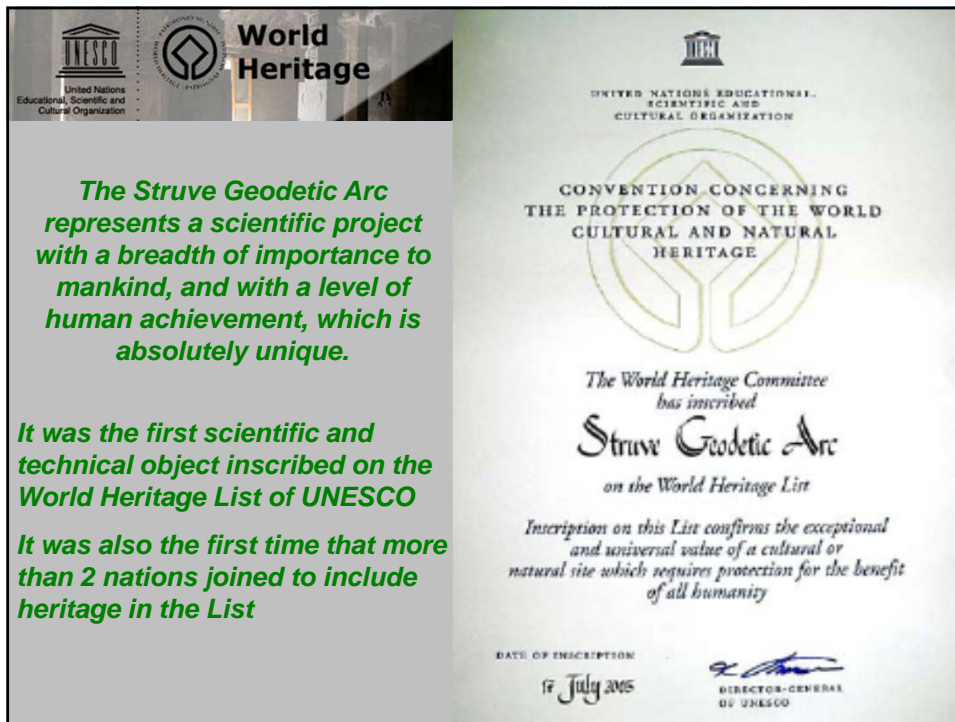 UNESCO
United Nations
Educational, Scientific and
Cultural Organization
World
Heritage
The Struve Geodetic Arc
represents a scientific project
with a breadth of importance to
mankind, and with a level of
human achievement, which is
absolutely unique.
It was the first scientific and
technical object inscribed on the
World Heritage List of UNESCO
It was also the first time that more
than 2 nations joined to include
heritage in the List
UNITED NATIONS EDUCATIONAL,
SCIENTIFIC AND
CULTURAL ORGANIZATION
CONVENTION CONCERNING
THE PROTECTION OF THE WORLD
CULTURAL AND NATURAL
HERITAGE
The World Heritage Committee
has inscribed
Struve Geodetic Arc
on the World Heritage List
Inscription on this List confirms the exceptional
and universal value of a cultural or
natural site which requires protection for the benefit
of all humanity
DATE OF INSCRIPTION
July 2005
DIRECTOR-GENERAL
OF UNESCO